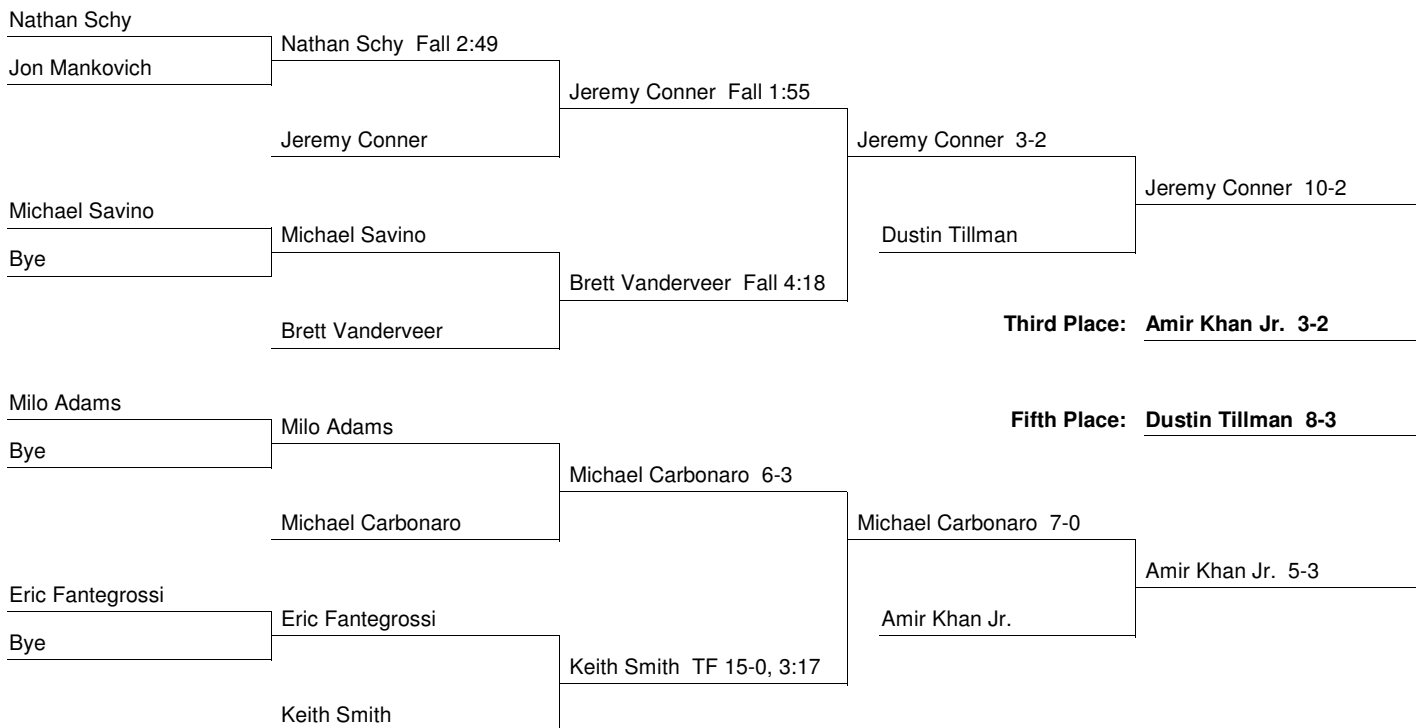 Nathan Schy
Nathan Schy Fall 2:49
Jon Mankovich
Jeremy Conner Fall 1:55
Jeremy Conner
Jeremy Conner 3-2
Jeremy Conner 10-2
Michael Savino
Michael Savino
Dustin Tillman
Bye
Brett Vanderveer Fall 4:18
Brett Vanderveer
Third Place: Amir Khan Jr. 3-2
Milo Adams
Milo Adams
Fifth Place: Dustin Tillman 8-3
Bye
Michael Carbonaro 6-3
Michael Carbonaro
Michael Carbonaro 7-0
Amir Khan Jr. 5-3
Eric Fantegrossi
Eric Fantegrossi
Amir Khan Jr.
Bye
Keith Smith TF 15-0, 3:17
Keith Smith